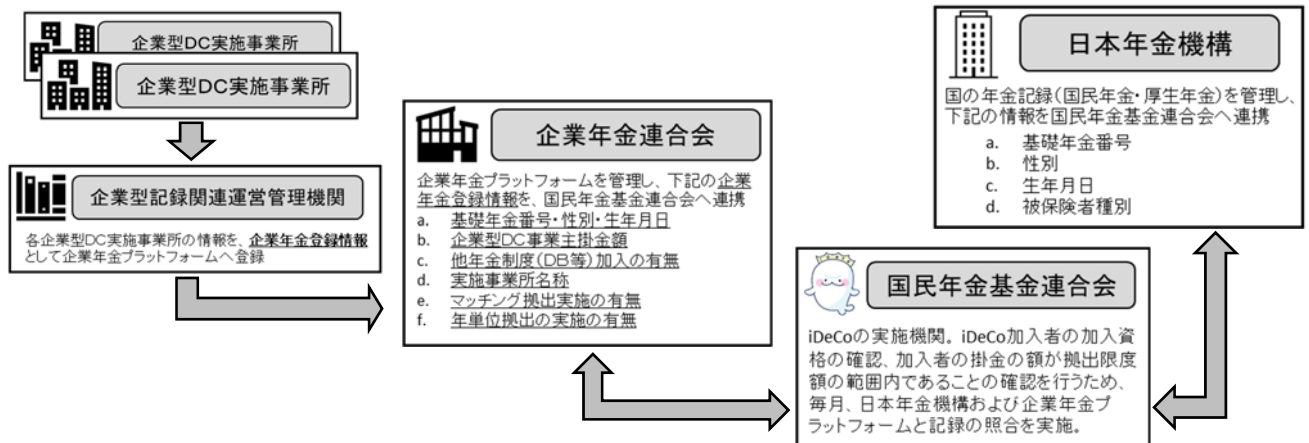 企業型DC実施事業所
企業型DC実施事業所
企業型記録関連運営管理機関
各企業型DC実施事業所の情報を、企業年金登録情報
として企業年金プラットフォームへ登録
企業年金連合会
企業年金プラットフォームを管理し、下記の企業
年金登録情報を、国民年金基金連合会へ連携
a. 基礎年金番号・性別・生年月日
b. 企業型DC事業主掛金額
c. 他年金制度(DB等)加入の有無
d. 実施事業所名称
e. マッチング拠出実施の有無
f. 年単位拠出の実施の有無
日本年金機構
国の年金記録(国民年金・厚生年金)を管理し、
下記の情報を国民年金基金連合会へ連携
a. 基礎年金番号
b. 性別
c. 生年月日
d. 被保険者種別
国民年金基金連合会
iDeCoの実施機関。iDeCo加入者の加入資
格の確認、加入者の掛金の額が拠出限度
額の範囲内であることの確認を行うため、
毎月、日本年金機構および企業年金プ
ラットフォームと記録の照合を実施。